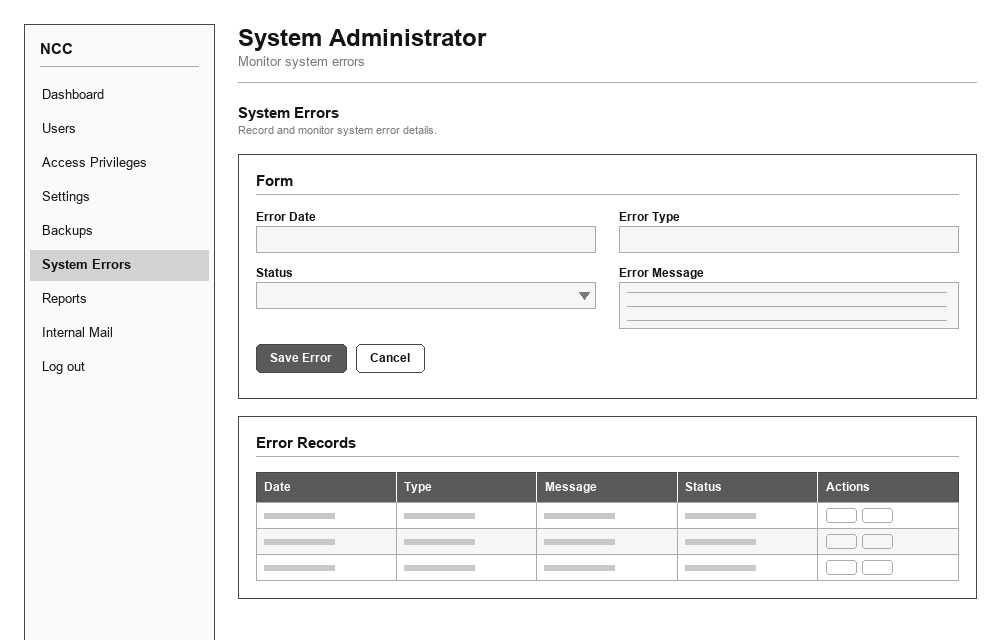 NCC
Dashboard
Users
Access Privileges
Settings
Backups
System Errors
Reports
Internal Mail
Log out
System Administrator
Monitor system errors
System Errors
Record and monitor system error details.
Form
Error Date
Error Type
Status
Error Message
Save Error
Cancel
Error Records
Date Type Message Status Actions